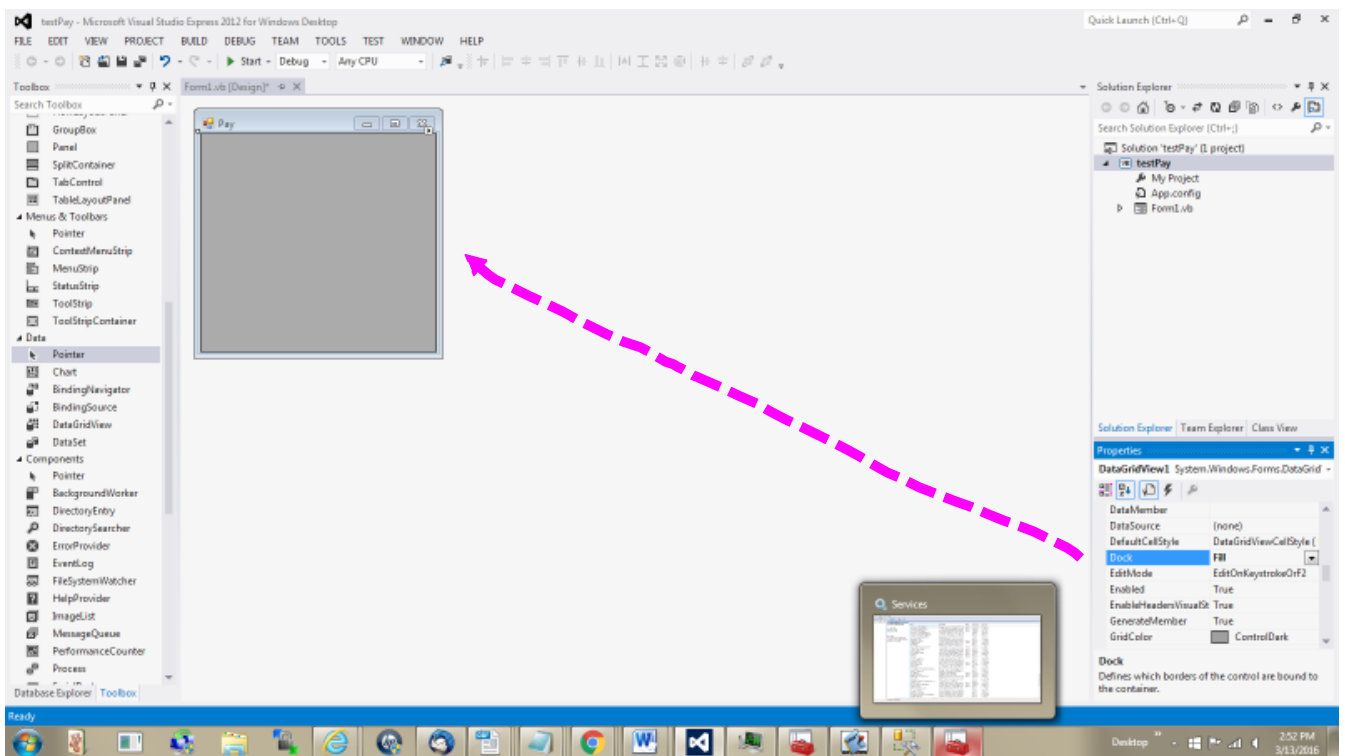 testPay - Microsoft Visual Studio Express 2012 for Windows Desktop
Quick Launch (Ctrl+Q)
FILE EDIT VIEW PROJECT BUILD DEBUG TEAM TOOLS TEST WINDOW HELP
Start - Debug Any CPU
Toolbox
Search Toolbox
GroupBox
Panel
SplitContainer
TabControl
TableLayoutPanel
Menus & Toolbars
Pointer
ContextMenuStrip
MenuStrip
StatusStrip
ToolStrip
ToolStripContainer
Data
Pointer
Chart
BindingNavigator
BindingSource
DataGridView
DataSet
Components
Pointer
BackgroundWorker
DirectoryEntry
DirectorySearcher
ErrorProvider
EventLog
FileSystemWatcher
HelpProvider
ImageList
MessageQueue
PerformanceCounter
Process
Database Explorer Toolbox
Form1.vb [Design]*
Pay
Services
Solution Explorer
Search Solution Explorer (Ctrl+;)
Solution 'testPay' (1 project)
testPay
My Project
App.config
Form1.vb
Solution Explorer Team Explorer Class View
Properties
DataGridView1 System.Windows.Forms.DataGrid
DataMember
DataSource (none)
DefaultCellStyle DataGridViewCellStyle {
Dock Fill
EditMode EditOnKeystrokeOrF2
Enabled True
EnableHeadersVisualSt True
GenerateMember True
GridColor ControlDark
Dock
Defines which borders of the control are bound to
the container.
Ready
Desktop
2:52 PM
3/13/2016